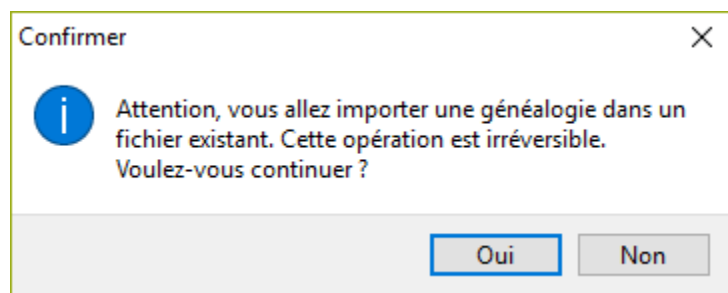 Confirmer
Attention, vous allez importer une généalogie dans un
fichier existant. Cette opération est irréversible.
Voulez-vous continuer ?
Oui
Non